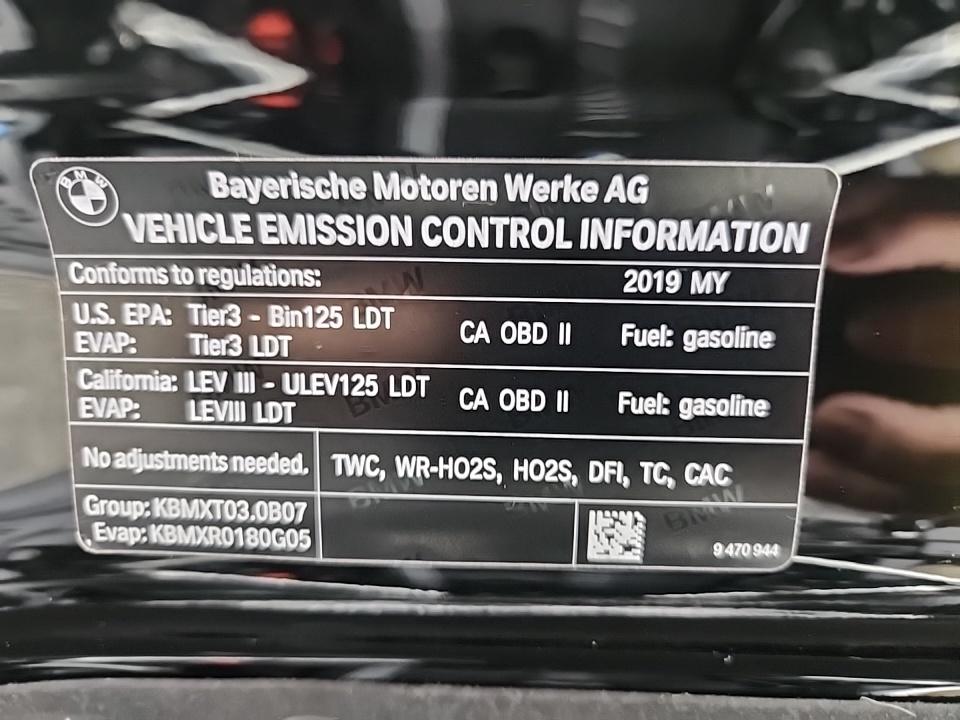 BMW
Bayerische Motoren Werke AG
VEHICLE EMISSION CONTROL INFORMATION
Conforms to regulations: 2019 MY
U.S. EPA: Tier3 - Bin125 LDT CA OBD II Fuel: gasoline
EVAP: Tier3 LDT
California: LEV III - ULEV125 LDT CA OBD II Fuel: gasoline
EVAP: LEVIII LDT
No adjustments needed. TWC, WR-HO2S, HO2S, DFI, TC, CAC
Group: KBMXT03.0B07
Evap: KBMXR0180G05
9 470 944